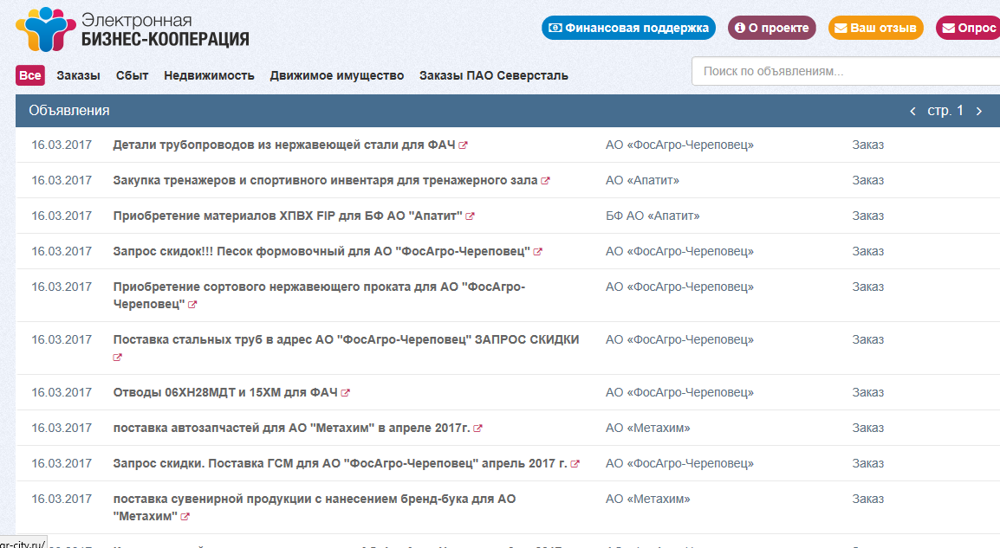 Электронная
БИЗНЕС-КООПЕРАЦИЯ
Финансовая поддержка
О проекте
Ваш отзыв
Опрос
Все Заказы Сбыт Недвижимость Движимое имущество Заказы ПАО Северсталь
Поиск по объявлениям...
Объявления стр. 1
16.03.2017 Детали трубопроводов из нержавеющей стали для ФАЧ АО «ФосАгро-Череповец» Заказ
16.03.2017 Закупка тренажеров и спортивного инвентаря для тренажерного зала АО «Апатит» Заказ
16.03.2017 Приобретение материалов ХПВХ FIP для БФ АО "Апатит" БФ АО «Апатит» Заказ
16.03.2017 Запрос скидок!!! Песок формовочный для АО "ФосАгро-Череповец" АО «ФосАгро-Череповец» Заказ
16.03.2017 Приобретение сортового нержавеющего проката для АО "ФосАгро- АО «ФосАгро-Череповец» Заказ
Череповец"
16.03.2017 Поставка стальных труб в адрес АО "ФосАгро-Череповец" ЗАПРОС СКИДКИ АО «ФосАгро-Череповец» Заказ
16.03.2017 Отводы 06ХН28МДТ и 15ХМ для ФАЧ АО «ФосАгро-Череповец» Заказ
16.03.2017 поставка автозапчастей для АО "Метахим" в апреле 2017г. АО «Метахим» Заказ
16.03.2017 Запрос скидки. Поставка ГСМ для АО "ФосАгро-Череповец" апрель 2017 г. АО «ФосАгро-Череповец» Заказ
16.03.2017 поставка сувенирной продукции с нанесением бренд-бука для АО АО «Метахим» Заказ
"Метахим"
gr-city.ru/